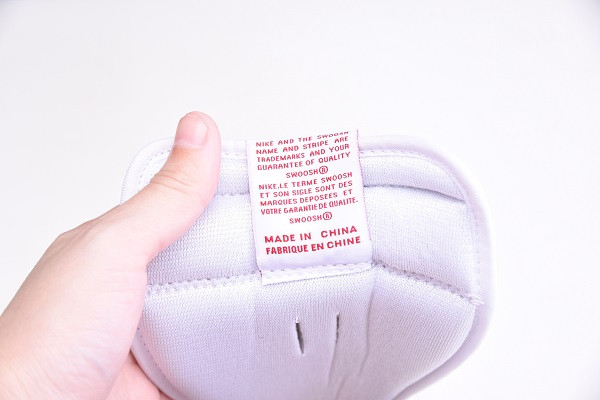 NIKE AND THE SWOOSH
NAME AND STRIPE ARE
TRADEMARKS AND YOUR
GUARANTEE OF QUALITY
SWOOSH®
NIKE.LE TERME SWOOSH
ET SON SIGLE SONT DES
MARQUES DEPOSEES ET
VOTRE GARANTIE DE QUALITE.
SWOOSH®
MADE IN CHINA
FABRIQUE EN CHINE